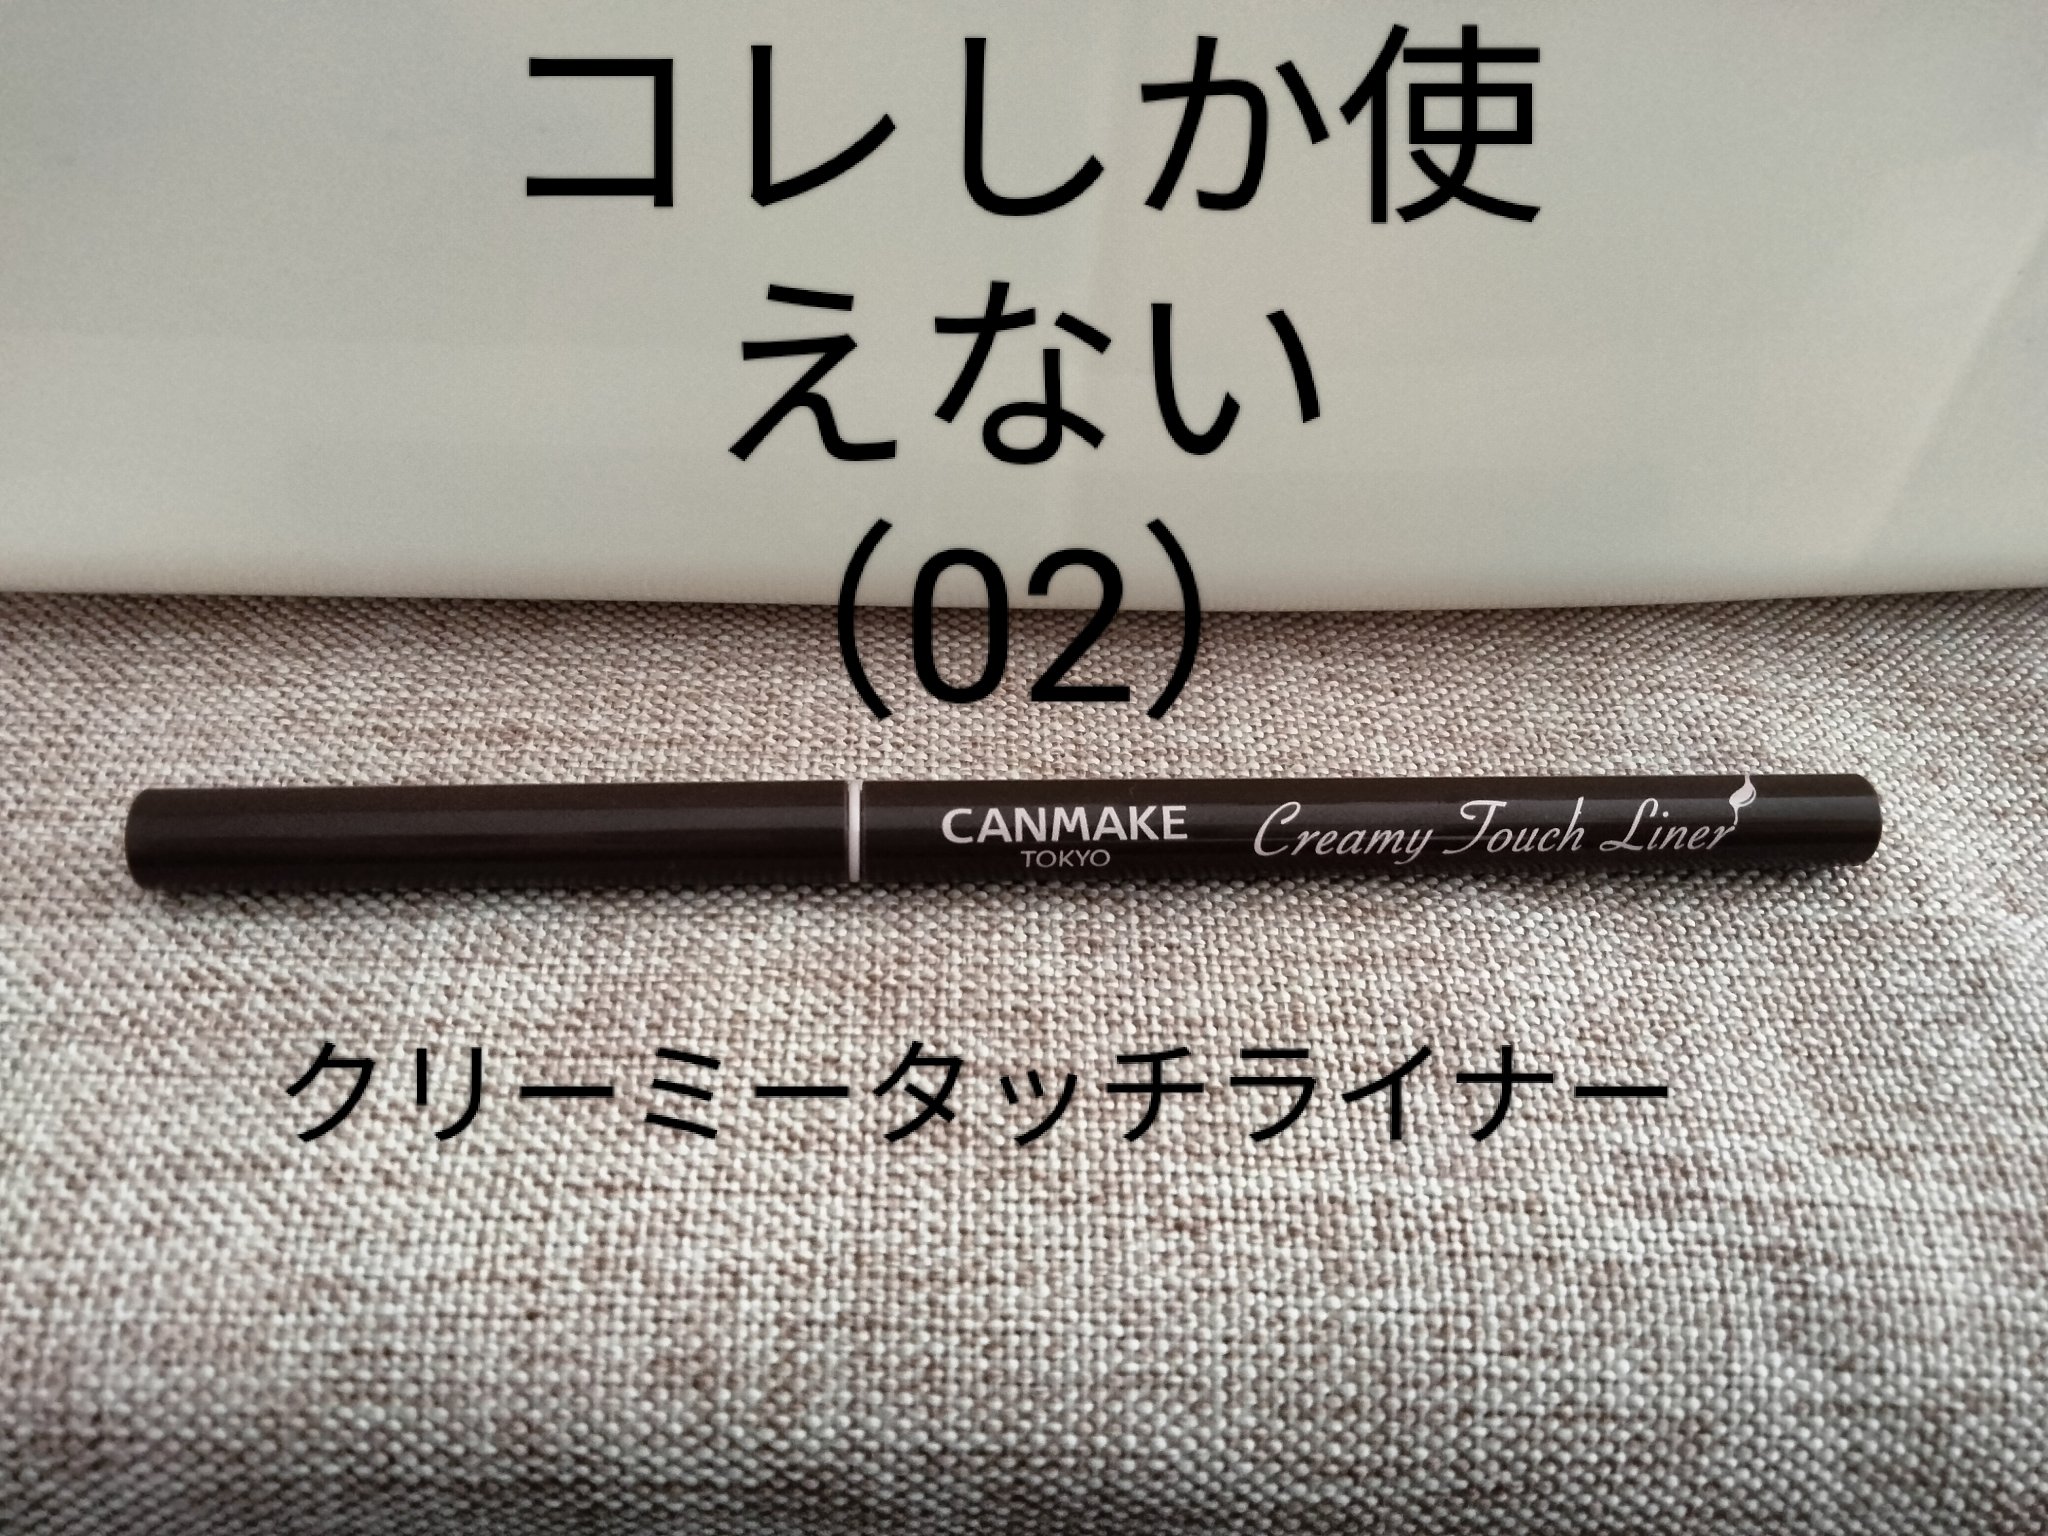 コレしか使
えない
（02）
CANMAKE Creamy Touch Liner
TOKYO
クリーミータッチライナー